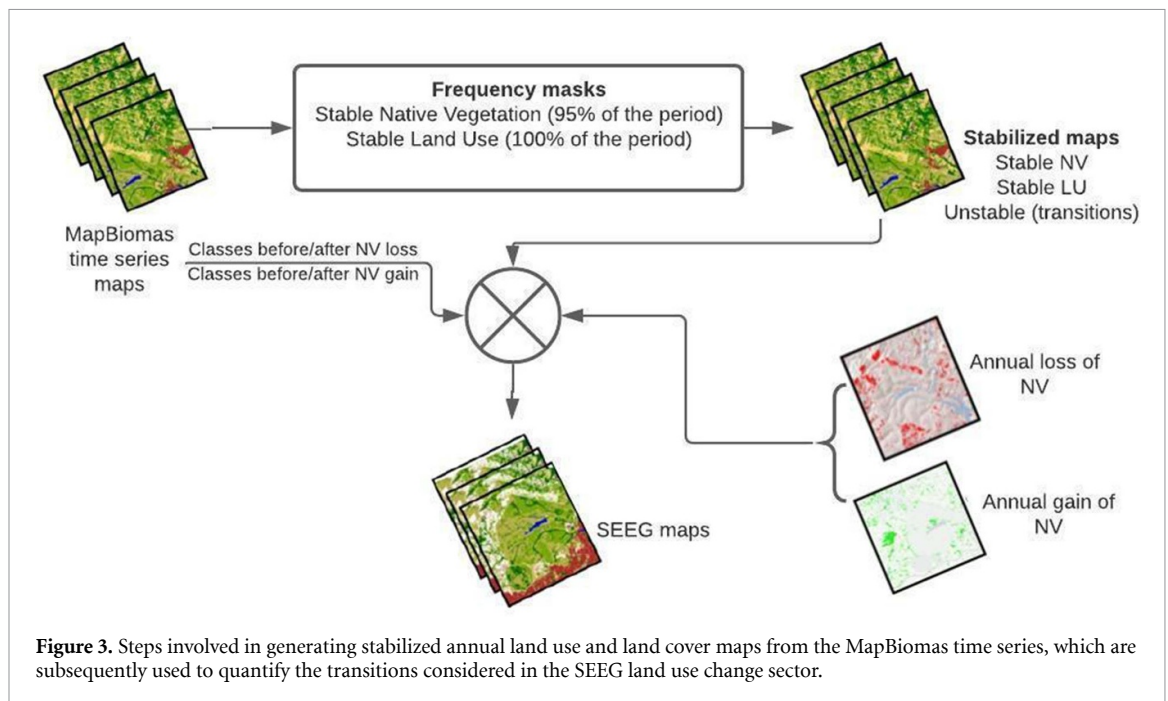 Frequency masks
Stable Native Vegetation (95% of the period)
Stable Land Use (100% of the period)
Stabilized maps
Stable NV
Stable LU
Unstable (transitions)
MapBiomas
time series
maps
Classes before/after NV loss
Classes before/after NV gain
Annual loss of
NV
Annual gain of
NV
SEEG maps
Figure 3. Steps involved in generating stabilized annual land use and land cover maps from the MapBiomas time series, which are
subsequently used to quantify the transitions considered in the SEEG land use change sector.